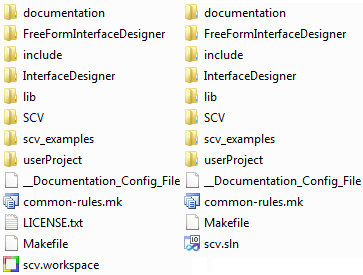 documentation
FreeFormInterfaceDesigner
include
InterfaceDesigner
lib
SCV
scv_examples
userProject
__Documentation_Config_File
common-rules.mk
LICENSE.txt
Makefile
scv.workspace
documentation
FreeFormInterfaceDesigner
include
InterfaceDesigner
lib
SCV
scv_examples
userProject
__Documentation_Config_File
common-rules.mk
Makefile
scv.sln